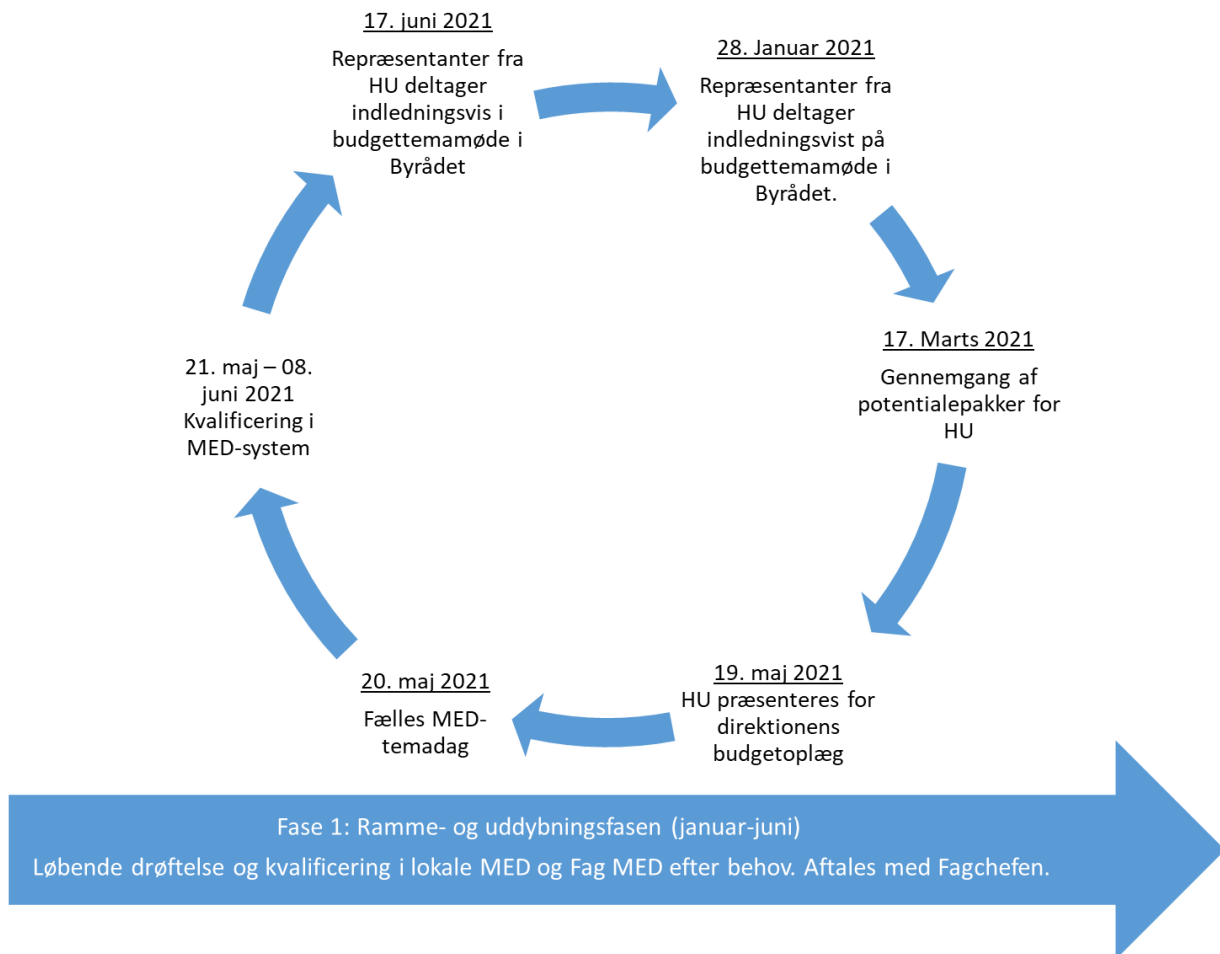 17. juni 2021
Repræsentanter fra
HU deltager
indledningsvis i
budgettemamøde i
Byrådet
28. Januar 2021
Repræsentanter fra
HU deltager
indledningsvist på
budgettemamøde i
Byrådet.
17. Marts 2021
Gennemgang af
potentialepakker for
HU
19. maj 2021
HU præsenteres for
direktionens
budgetoplæg
20. maj 2021
Fælles MED-
temadag
21. maj – 08.
juni 2021
Kvalificering i
MED-system
Fase 1: Ramme- og uddybningsfasen (januar-juni)
Løbende drøftelse og kvalificering i lokale MED og Fag MED efter behov. Aftales med Fagchefen.